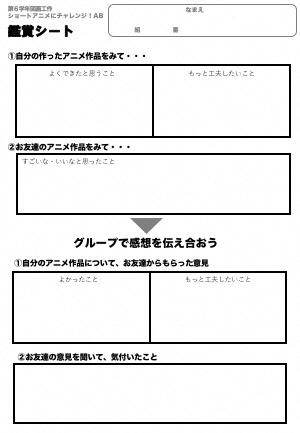 第6学年図画工作
ショートアニメにチャレンジ！AB
鑑賞シート
なまえ
組　番
①自分の作ったアニメ作品をみて・・・
よくできたと思うこと
もっと工夫したいこと
②お友達のアニメ作品をみて・・・
すごいな・いいなと思ったこと
グループで感想を伝え合おう
①自分のアニメ作品について、お友達からもらった意見
よかったこと
もっと工夫したいこと
②お友達の意見を聞いて、気付いたこと